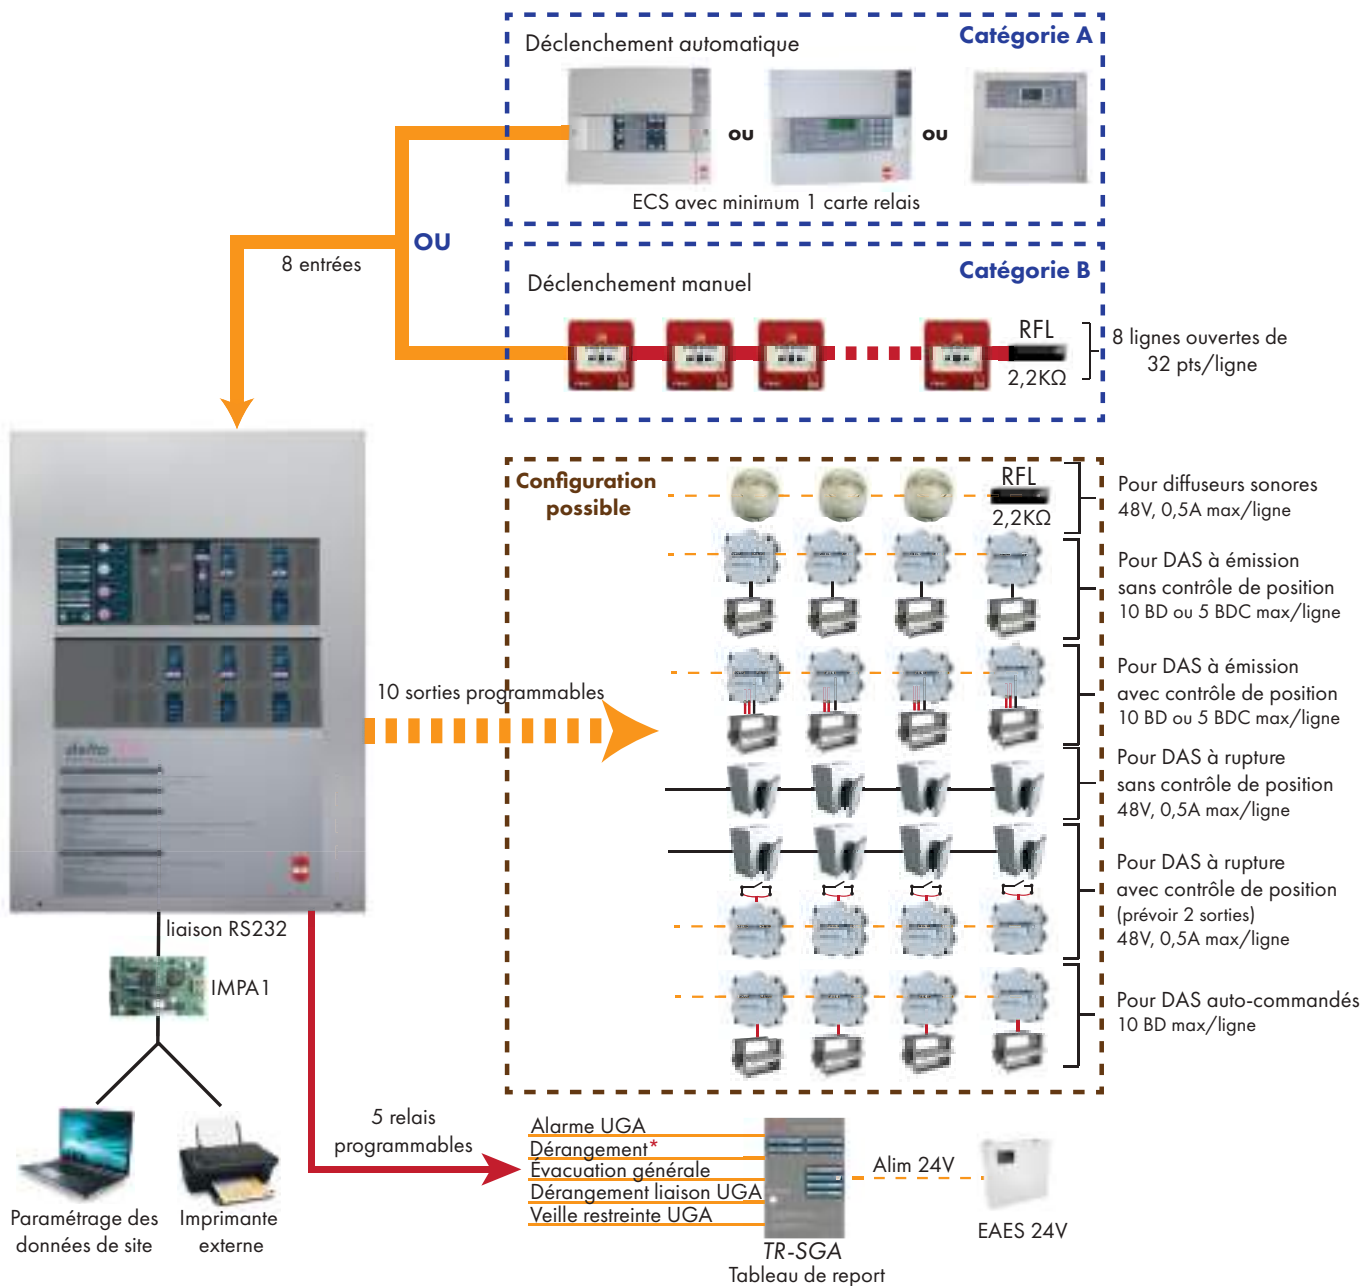 Catégorie A
Déclenchement automatique
ou
ou
ECS avec minimum 1 carte relais
OU
8 entrées
Catégorie B
Déclenchement manuel
RFL
2,2KΩ
8 lignes ouvertes de
32 pts/ligne
Configuration
possible
RFL
2,2KΩ
Pour diffuseurs sonores
48V, 0,5A max/ligne
Pour DAS à émission
sans contrôle de position
10 BD ou 5 BDC max/ligne
10 sorties programmables
Pour DAS à émission
avec contrôle de position
10 BD ou 5 BDC max/ligne
Pour DAS à rupture
sans contrôle de position
48V, 0,5A max/ligne
Pour DAS à rupture
avec contrôle de position
(prévoir 2 sorties)
48V, 0,5A max/ligne
Pour DAS auto-commandés
10 BD max/ligne
liaison RS232
IMPA1
Paramétrage des
données de site
Imprimante
externe
5 relais
programmables
Alarme UGA
Dérangement*
Évacuation générale
Dérangement liaison UGA
Veille restreinte UGA
TR-SGA
Tableau de report
Alim 24V
EAES 24V